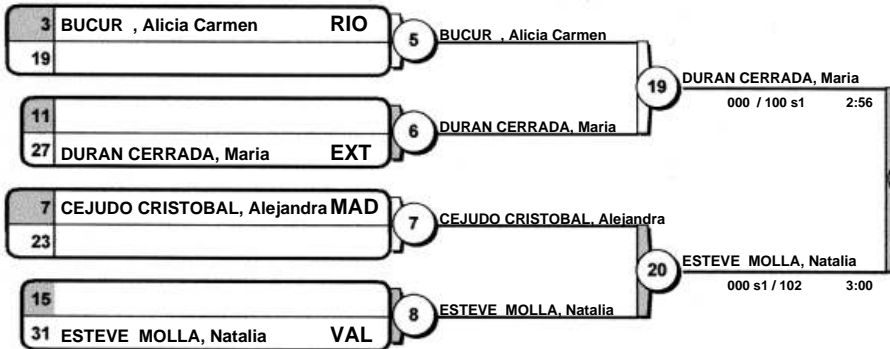 3 BUCUR , Alicia Carmen RIO
19
5 BUCUR , Alicia Carmen
19 DURAN CERRADA, Maria
000 / 100 s1 2:56
11
27 DURAN CERRADA, Maria EXT
6 DURAN CERRADA, Maria
7 CEJUDO CRISTOBAL, Alejandra MAD
23
7 CEJUDO CRISTOBAL, Alejandra
20 ESTEVE MOLLA, Natalia
000 s1 / 102 3:00
15
31 ESTEVE MOLLA, Natalia VAL
8 ESTEVE MOLLA, Natalia